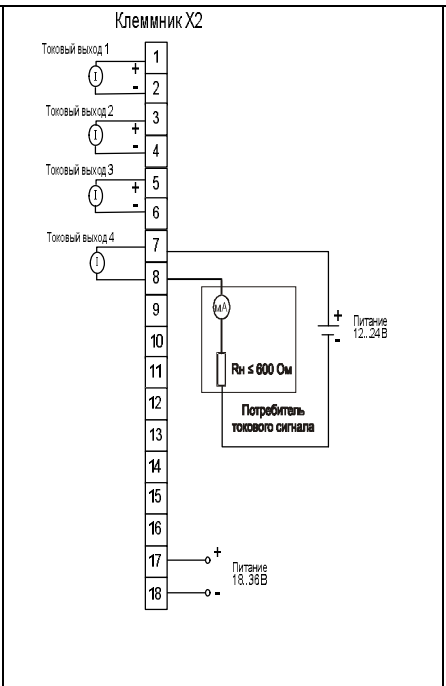 Клеммник X2
Токовый выход 1
I
+
-
1
2
Токовый выход 2
I
+
-
3
4
Токовый выход 3
I
+
-
5
6
Токовый выход 4
I
7
8
9
10
11
12
13
14
15
16
17
18
мА
Rн ≤ 600 Ом
Потребитель
токового сигнала
+
-
Питание
12..24В
+
-
Питание
18..36В